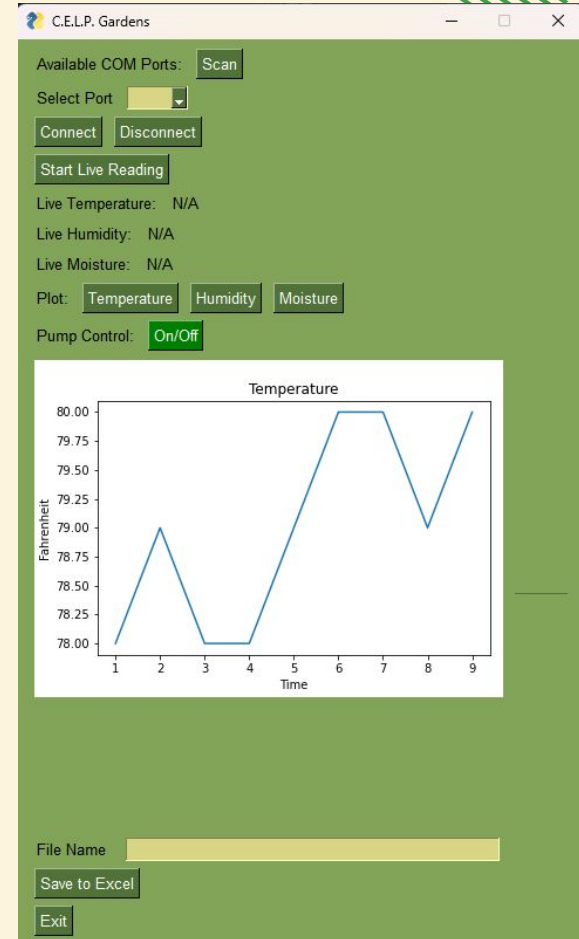 C.E.L.P. Gardens
Available COM Ports: Scan
Select Port
Connect Disconnect
Start Live Reading
Live Temperature: N/A
Live Humidity: N/A
Live Moisture: N/A
Plot: Temperature Humidity Moisture
Pump Control: On/Off
Temperature
80.00
79.75
79.50
79.25
79.00
78.75
78.50
78.25
78.00
Fahrenheit
1 2 3 4 5 6 7 8 9
Time
File Name
Save to Excel
Exit